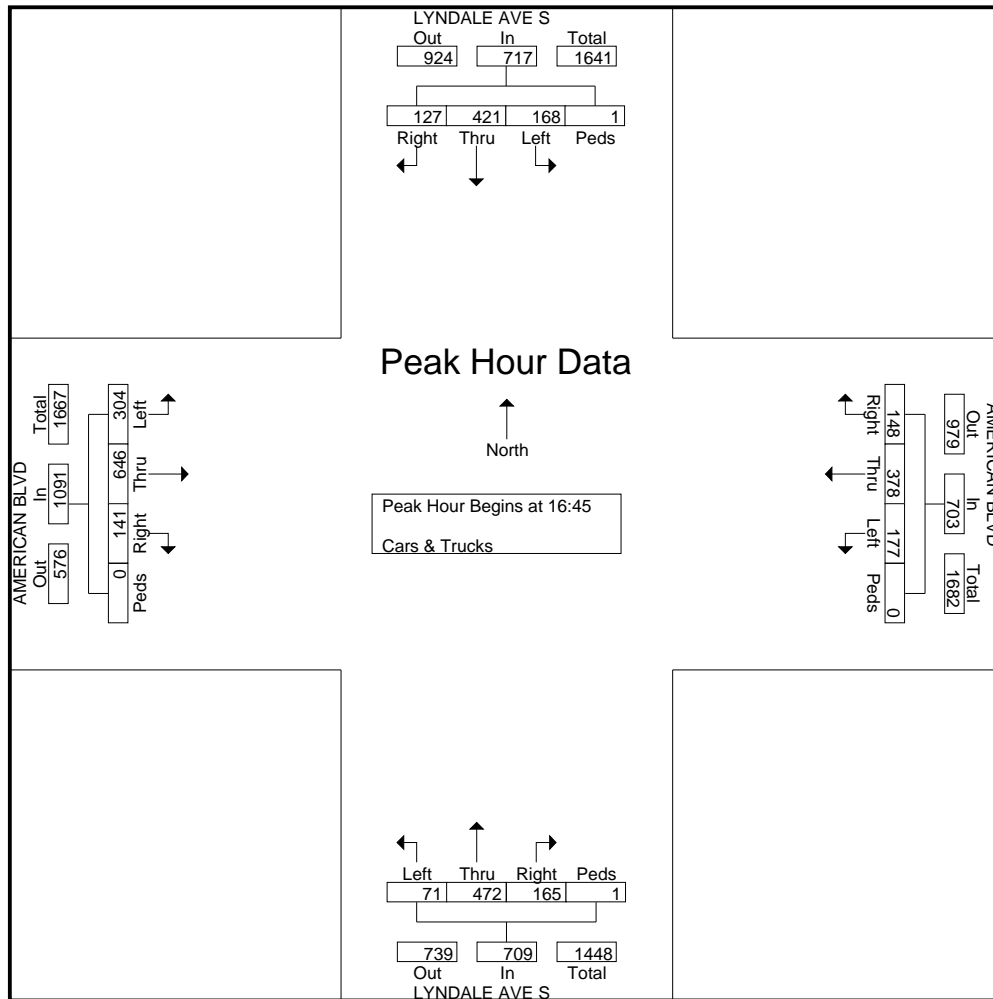 LYNDALE AVE S
Out In Total
924 717 1641
127 421 168 1
Right Thru Left Peds
Peak Hour Data
North
Peak Hour Begins at 16:45
Cars & Trucks
AMERICAN BLVD
Out In Total
576 1091 1667
304 646 141 0
Left Thru Right Peds
AMERICAN BLVD
Out In Total
979 703 1682
148 378 177 0
Right Thru Left Peds
Left Thru Right Peds
71 472 165 1
739 709 1448
Out In Total
LYNDALE AVE S